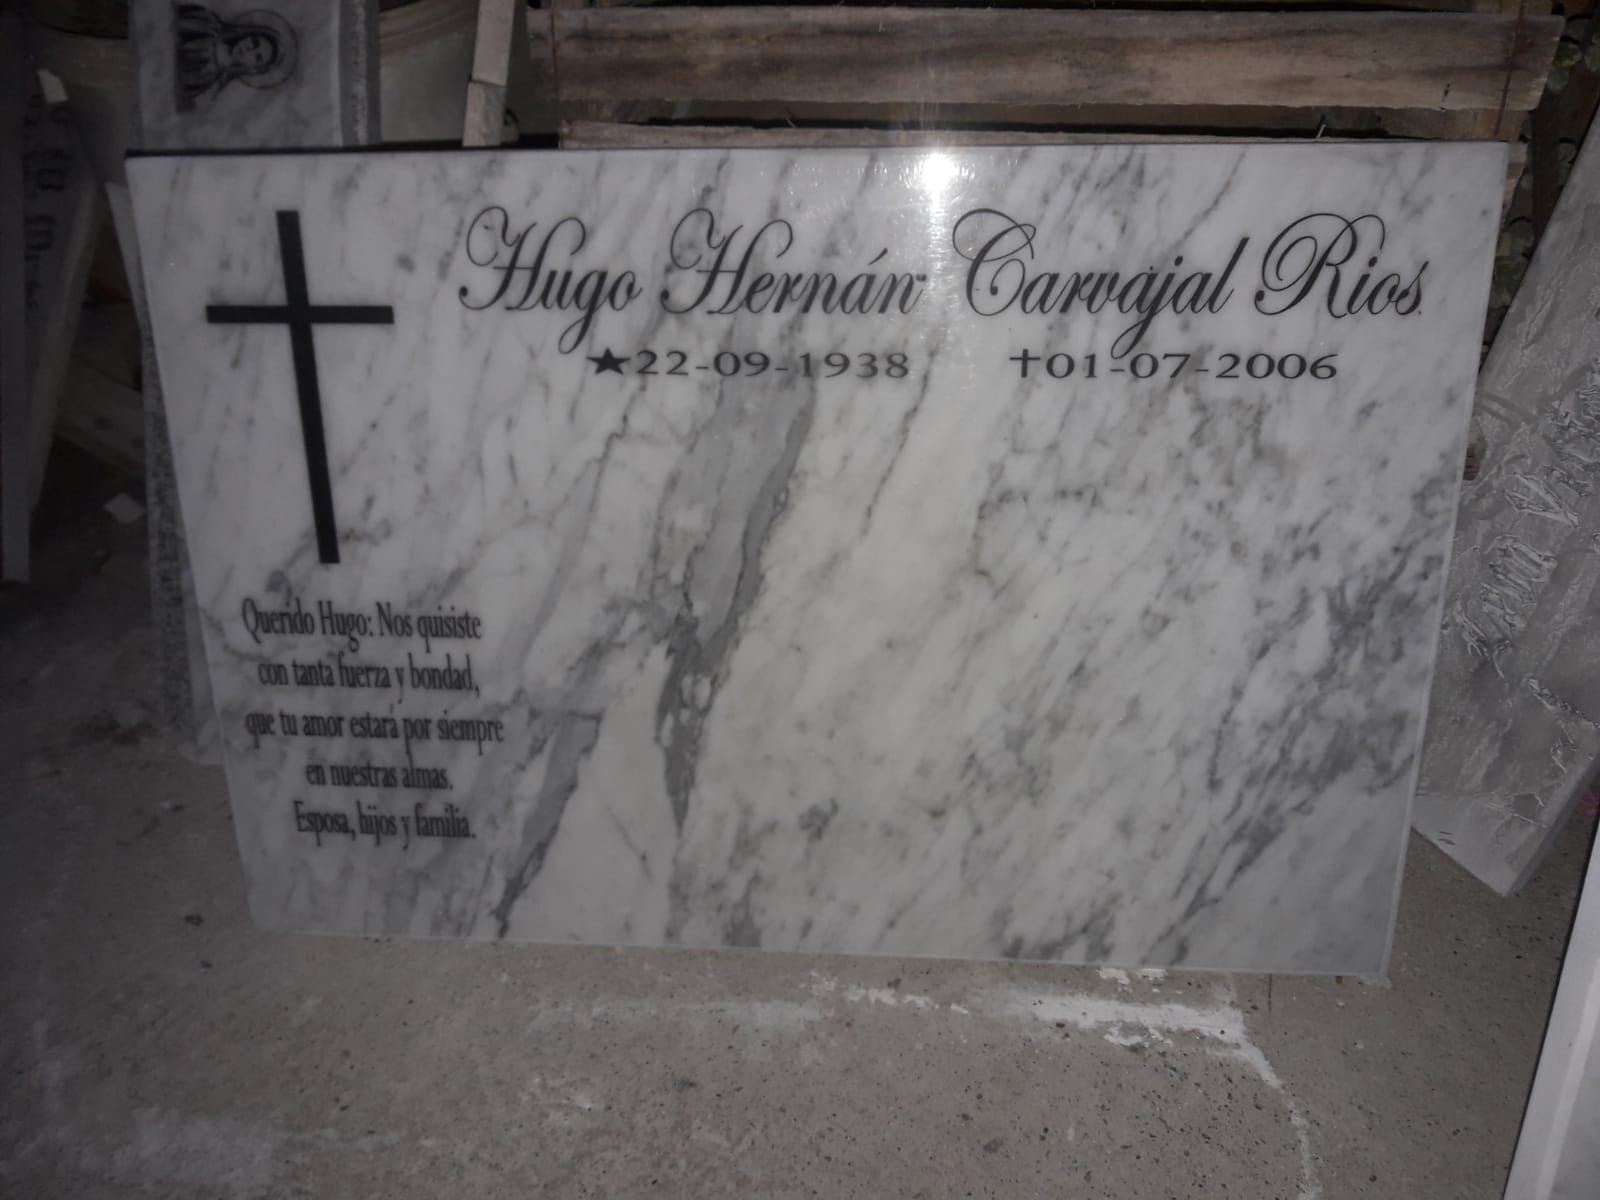 Hugo Hernán Carvajal Rios
★22-09-1938 †01-07-2006
Querido Hugo: Nos quisiste
con tanta fuerza y bondad,
que tu amor estará por siempre
en nuestras almas.
Esposa, hijos y familia.